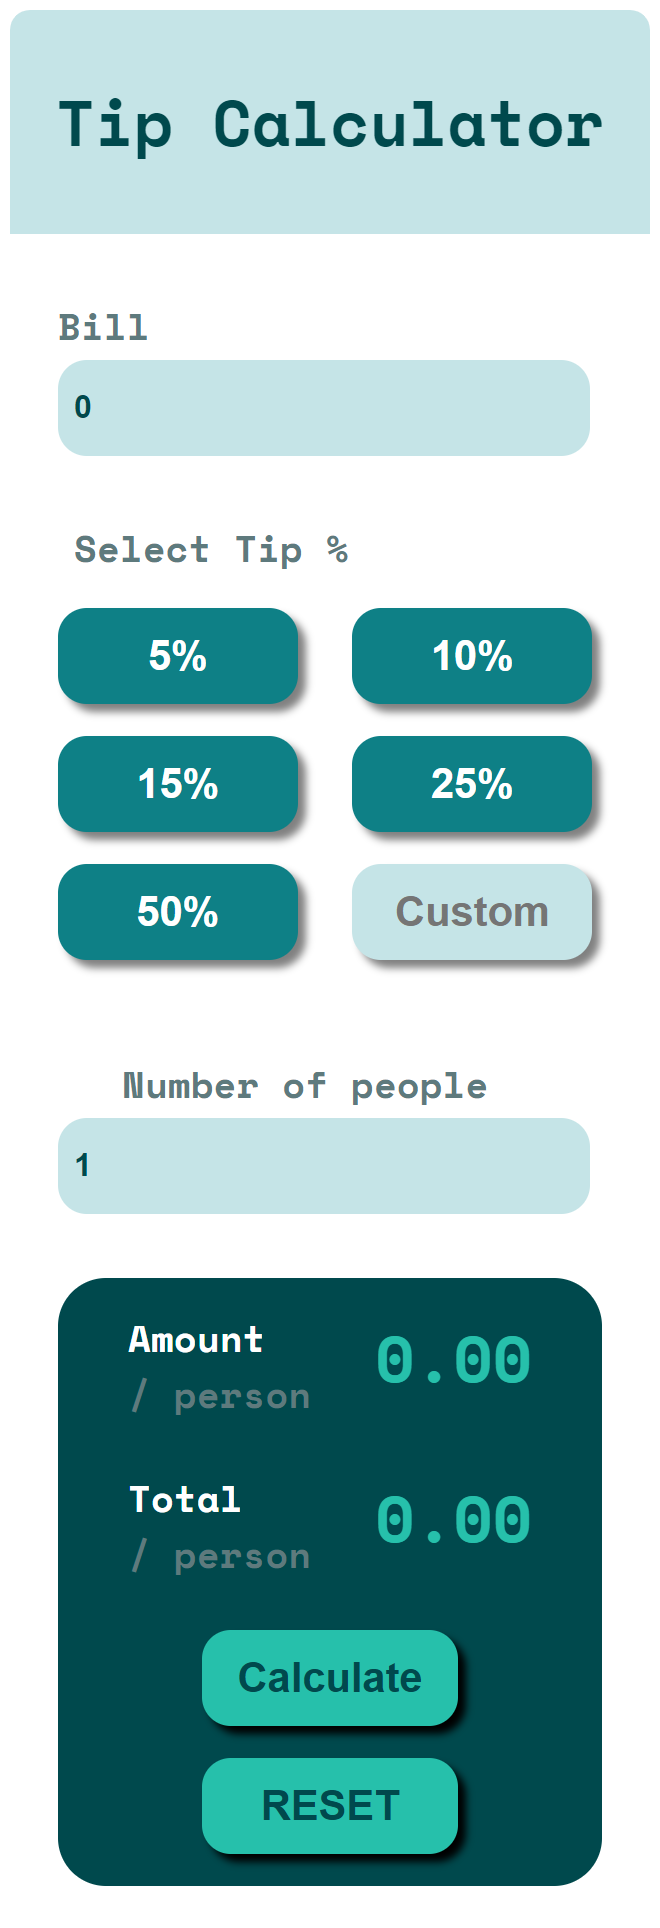 Tip Calculator
Bill
0
Select Tip %
5% 10%
15% 25%
50% Custom
Number of people
1
Amount 0.00
/ person
Total 0.00
/ person
Calculate
RESET